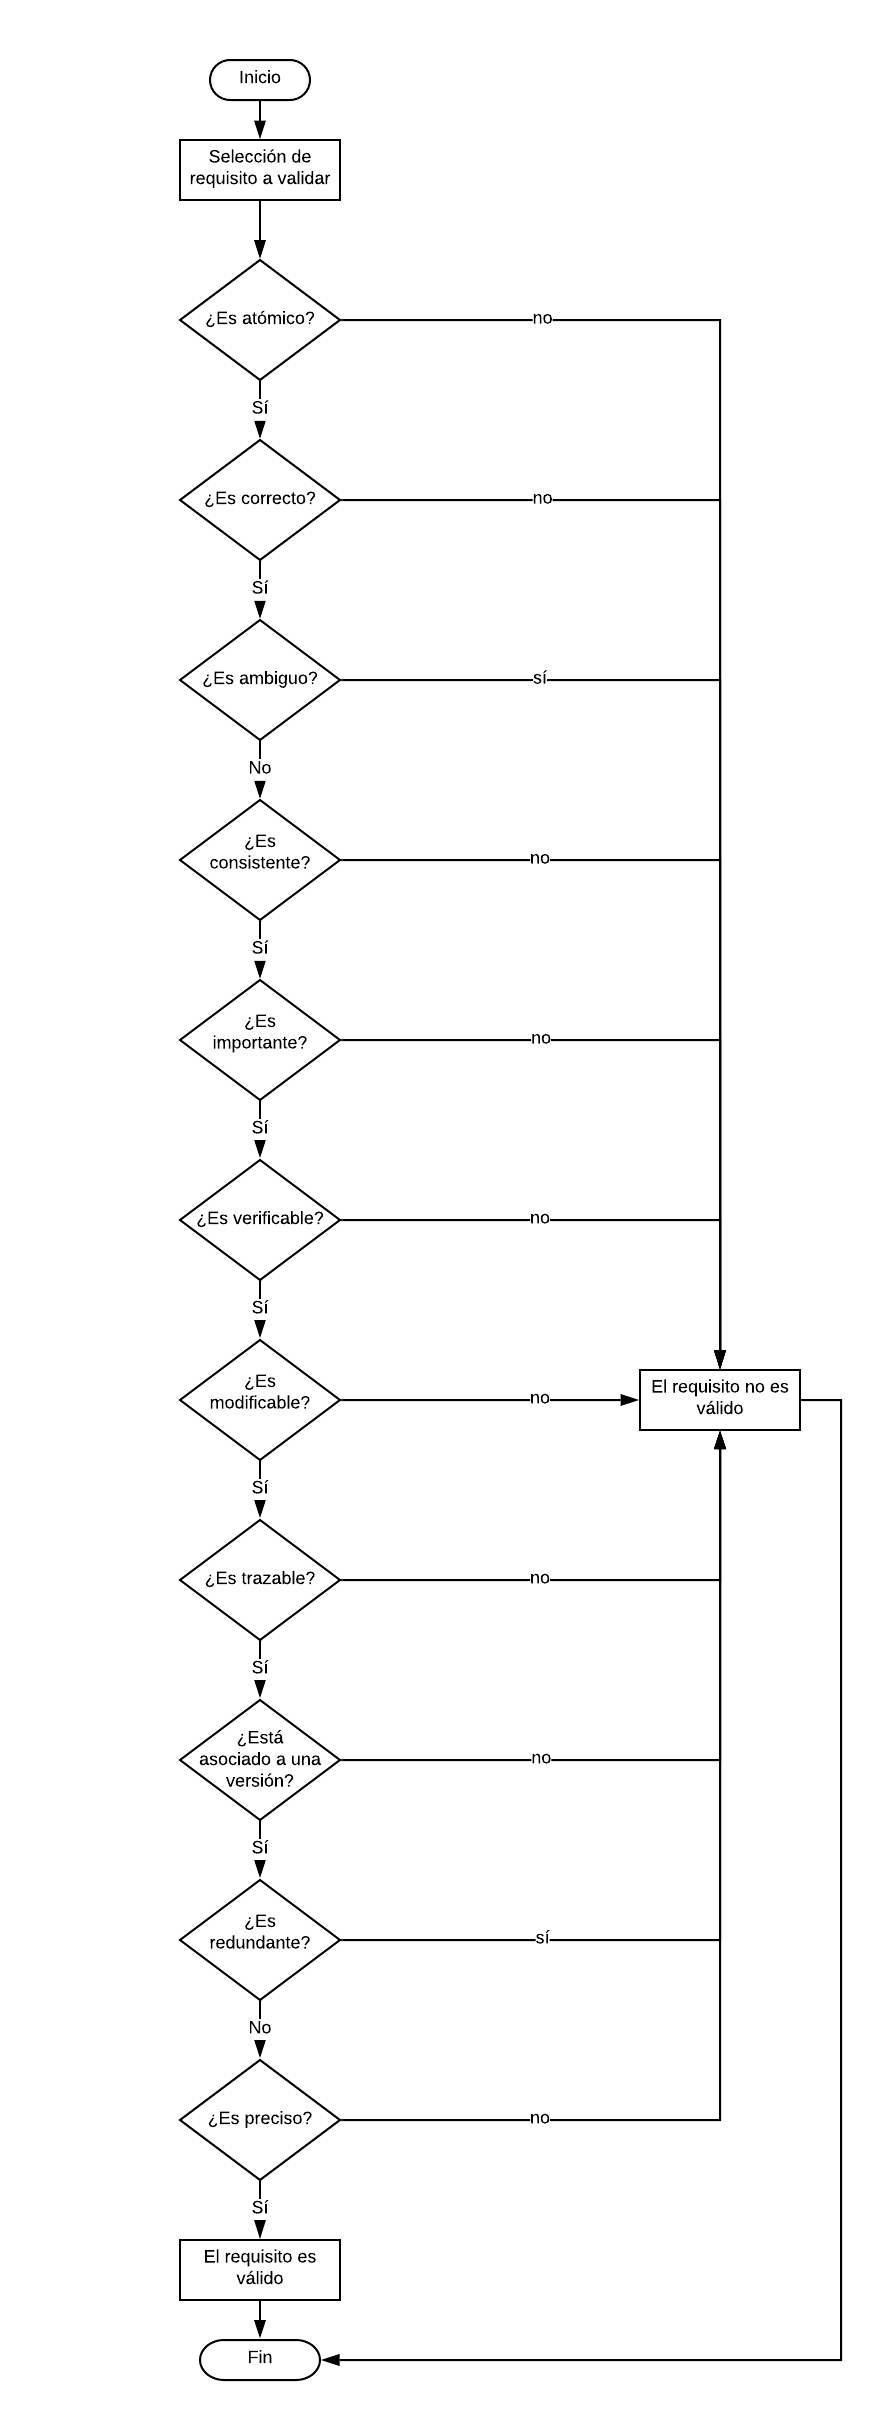 Inicio
Selección de
requisito a validar
¿Es atómico?
no
Sí
¿Es correcto?
no
Sí
¿Es ambiguo?
sí
No
¿Es
consistente?
no
Sí
¿Es
importante?
no
Sí
¿Es verificable?
no
Sí
¿Es
modificable?
no
El requisito no es
válido
Sí
¿Es trazable?
no
Sí
¿Está
asociado a una
versión?
no
Sí
¿Es
redundante?
sí
No
¿Es preciso?
no
Sí
El requisito es
válido
Fin